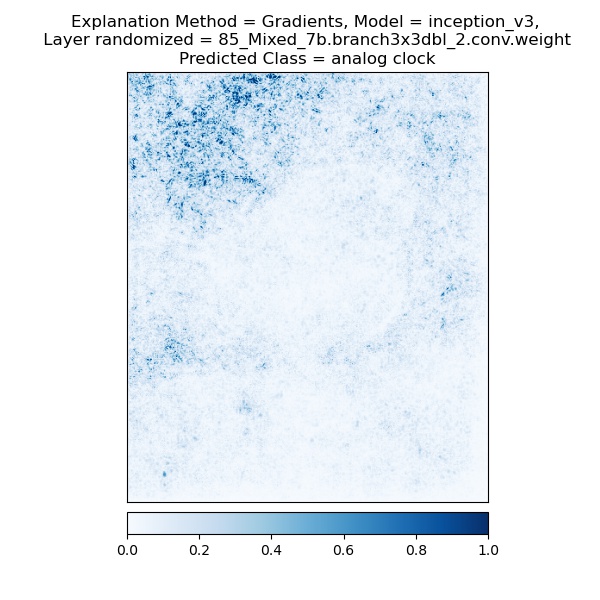 Explanation Method = Gradients, Model = inception_v3,
Layer randomized = 85_Mixed_7b.branch3x3dbl_2.conv.weight
Predicted Class = analog clock
0.0 0.2 0.4 0.6 0.8 1.0